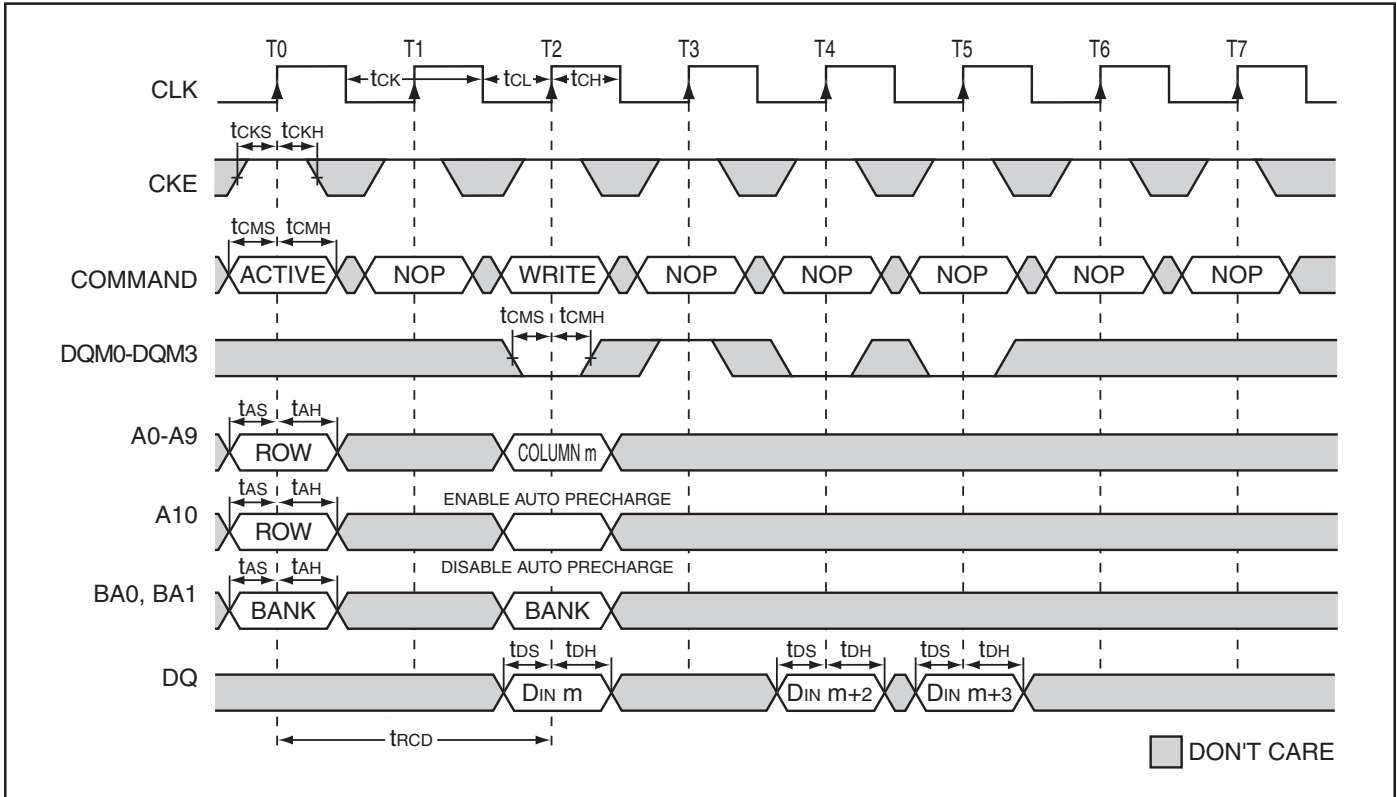 T0 T1 T2 T3 T4 T5 T6 T7
CLK tCK tCL tCH
tCKS tCKH
CKE
tCMS tCMH
COMMAND ACTIVE NOP WRITE NOP NOP NOP NOP NOP
tCMS tCMH
DQM0-DQM3
tAS tAH
A0-A9 ROW COLUMN m
tAS tAH ENABLE AUTO PRECHARGE
A10 ROW
tAS tAH DISABLE AUTO PRECHARGE
BA0, BA1 BANK BANK
tDS tDH tDS tDH tDS tDH
DQ DIN m DIN m+2 DIN m+3
tRCD
DON'T CARE